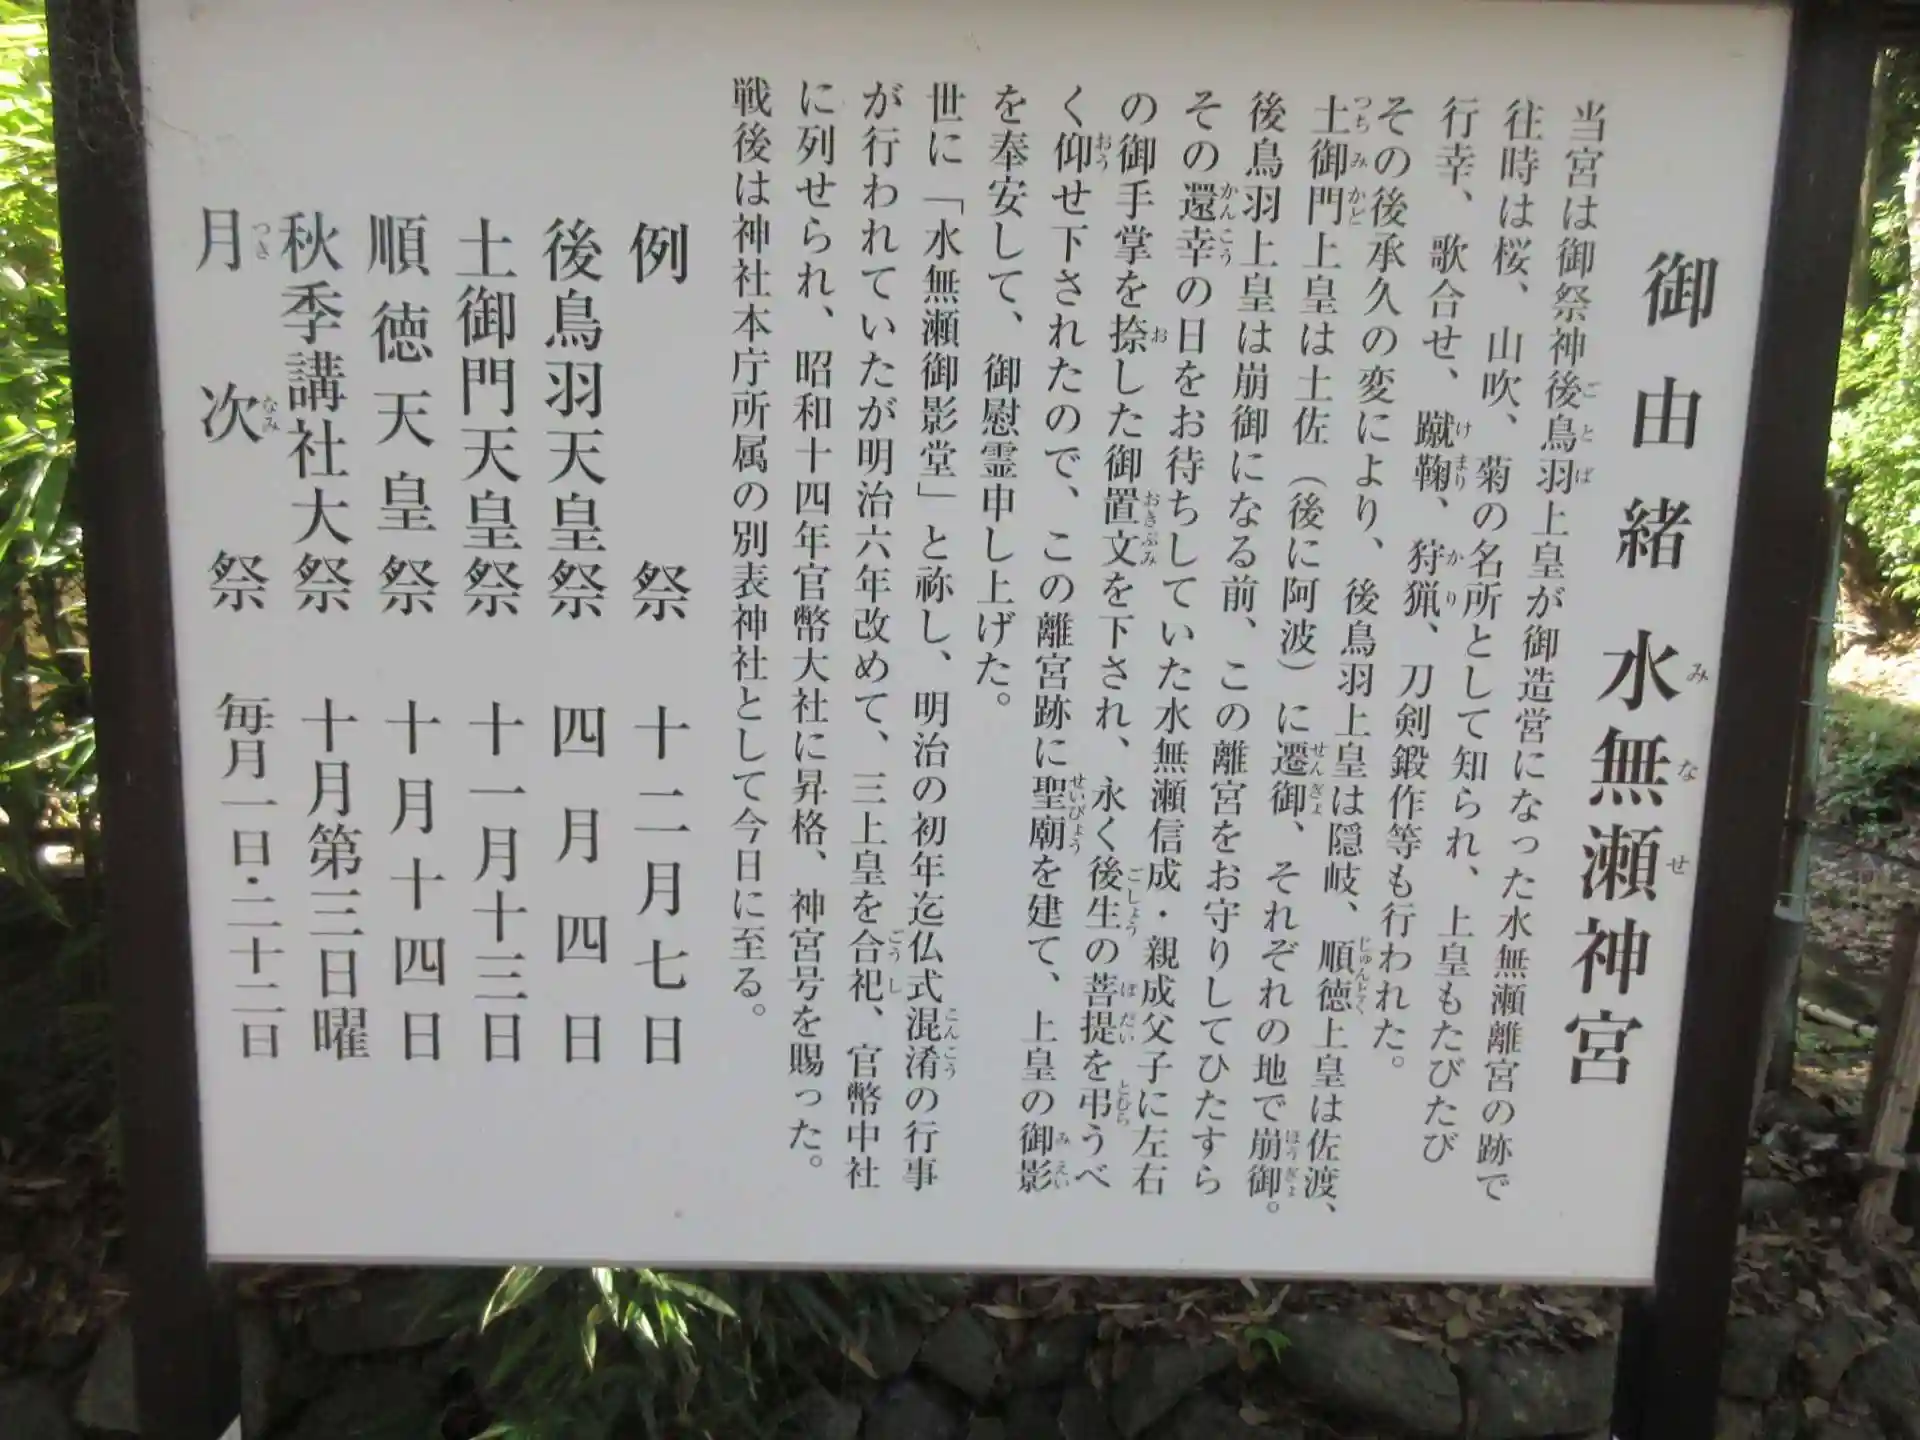 御由緒 水無瀬神宮
当宮は御祭神後鳥羽上皇が御造営になった水無瀬離宮の跡で
往時は桜、山吹、菊の名所として知られ、上皇もたびたび
行幸、歌合せ、蹴鞠、狩猟、刀剣鍛作等も行われた。
その後承久の変により、後鳥羽上皇は隠岐、順徳上皇は佐渡、
土御門上皇は土佐（後に阿波）に遷御、それぞれの地で崩御。
後鳥羽上皇は崩御になる前、この離宮をお守りしてひたすら
その還幸の日をお待ちしていた水無瀬信成・親成父子に左右
の御手掌を捺した御置文を下され、永く後生の菩提を弔うべ
く仰せ下されたので、この離宮跡に聖廟を建て、上皇の御影
を奉安して、御慰霊申し上げた。
世に「水無瀬御影堂」と祢し、明治の初年迄仏式混淆の行事
が行われていたが明治六年改めて、三上皇を合祀、官幣中社
に列せられ、昭和十四年官幣大社に昇格、神宮号を賜った。
戦後は神社本庁所属の別表神社として今日に至る。
例祭 十二月七日
後鳥羽天皇祭 四月四日
土御門天皇祭 十一月十三日
順徳天皇祭 十月十四日
秋季講社大祭 十月第三日曜
月次祭 毎月一日・二十二日